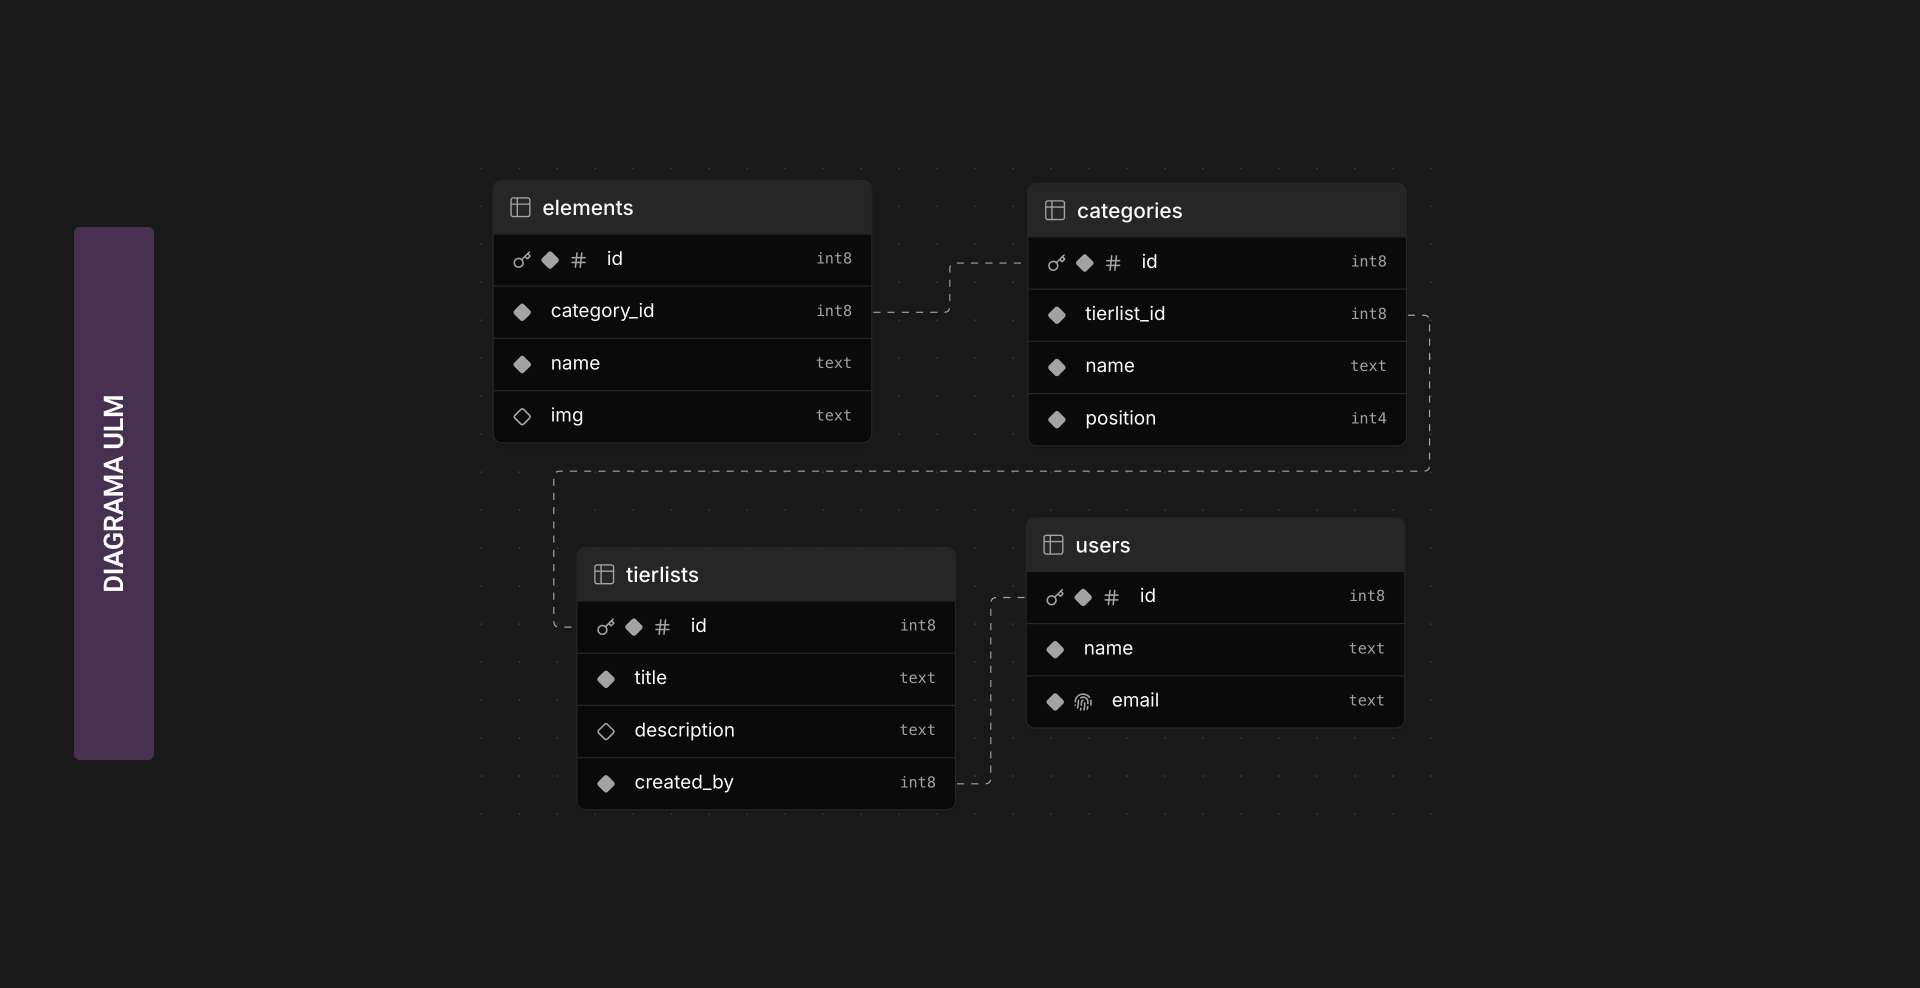 DIAGRAMA ULM
elements
# id int8
category_id int8
name text
img text
categories
# id int8
tierlist_id int8
name text
position int4
tierlists
# id int8
title text
description text
created_by int8
users
# id int8
name text
email text